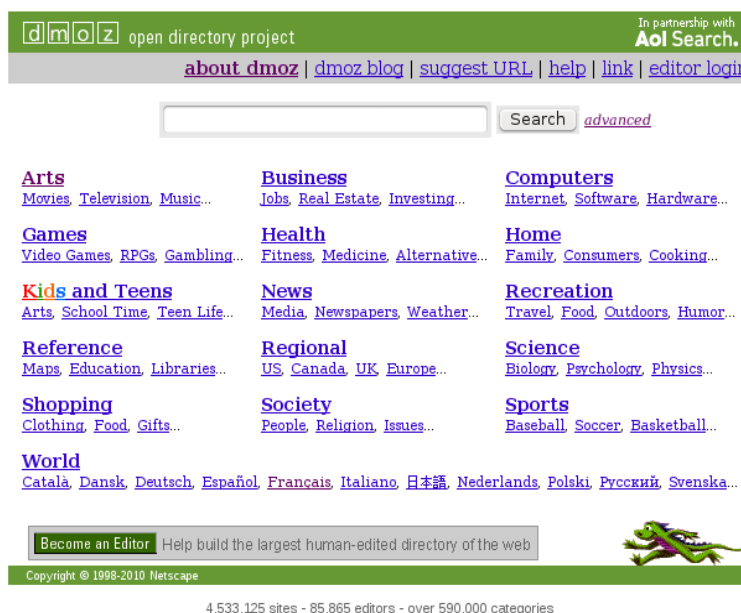 dmoz open directory project
In partnership with
Aol Search.
about dmoz | dmoz blog | suggest URL | help | link | editor login
Search advanced
Arts Business Computers
Movies, Television, Music... Jobs, Real Estate, Investing... Internet, Software, Hardware...
Games Health Home
Video Games, RPGs, Gambling... Fitness, Medicine, Alternative... Family, Consumers, Cooking...
Kids and Teens News Recreation
Arts, School Time, Teen Life... Media, Newspapers, Weather... Travel, Food, Outdoors, Humor...
Reference Regional Science
Maps, Education, Libraries... US, Canada, UK, Europe... Biology, Psychology, Physics...
Shopping Society Sports
Clothing, Food, Gifts... People, Religion, Issues... Baseball, Soccer, Basketball...
World
Català, Dansk, Deutsch, Español, Français, Italiano, 日本語, Nederlands, Polski, Русский, Svenska...
Become an Editor Help build the largest human-edited directory of the web
Copyright © 1998-2010 Netscape
4,533,125 sites - 85,865 editors - over 590,000 categories